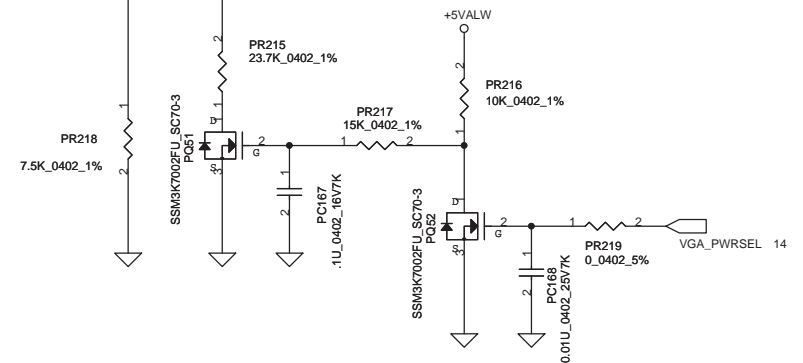 +5VALW
2
PR215
23.7K_0402_1%
1
2
PR216
10K_0402_1%
1
1
PR218
7.5K_0402_1%
2
SSM3K7002FU_SC70-3
PQ51
D
S
3
2
G
PR217
15K_0402_1%
1
2
1
2
PC167
.1U_0402_16V7K
SSM3K7002FU_SC70-3
PQ52
D
S
3
2
G
1
2
PR219
0_0402_5%
VGA_PWRSEL 14
1
2
PC168
0.01U_0402_25V7K